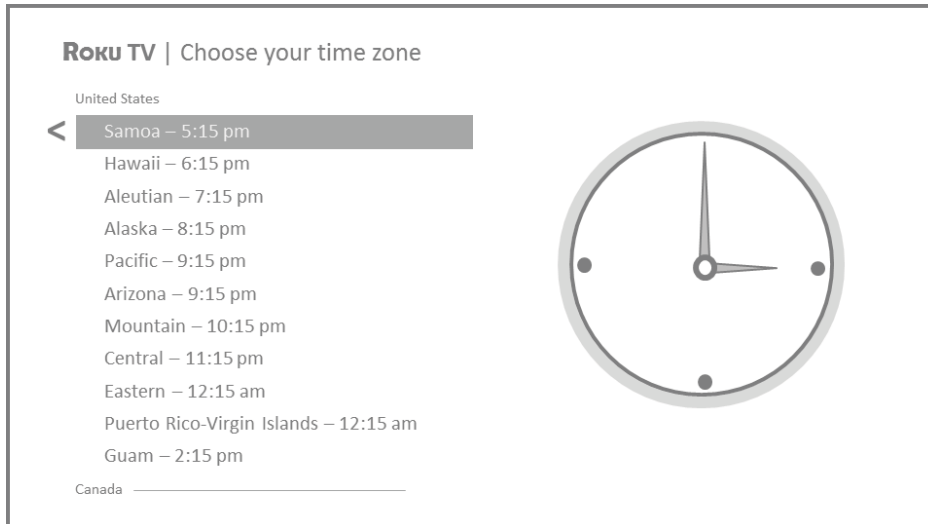 ROKU TV | Choose your time zone
United States
<
Samoa – 5:15 pm
Hawaii – 6:15 pm
Aleutian – 7:15 pm
Alaska – 8:15 pm
Pacific – 9:15 pm
Arizona – 9:15 pm
Mountain – 10:15 pm
Central – 11:15 pm
Eastern – 12:15 am
Puerto Rico-Virgin Islands – 12:15 am
Guam – 2:15 pm
Canada